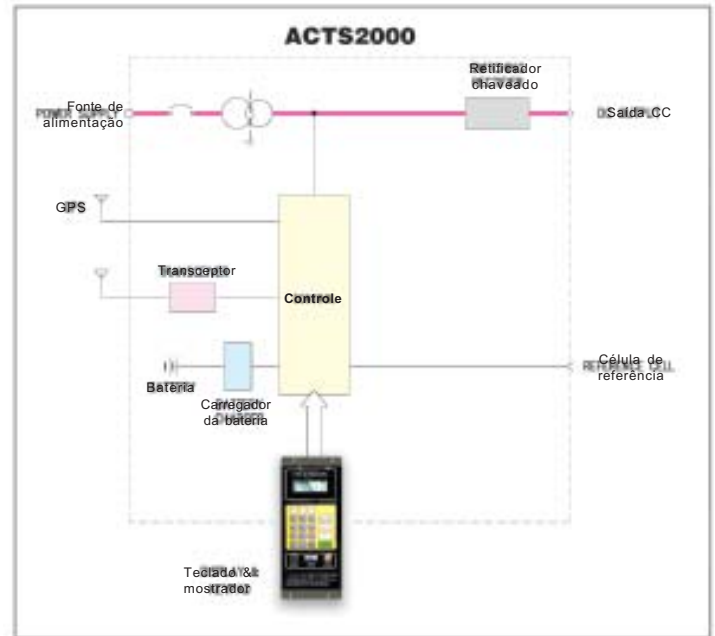 ACTS2000
Retificador
chaveado
Fonte de
alimentação
Saída CC
GPS
Transceptor
Controle
Bateria
Carregador
da bateria
Célula de
referência
Teclado &
mostrador